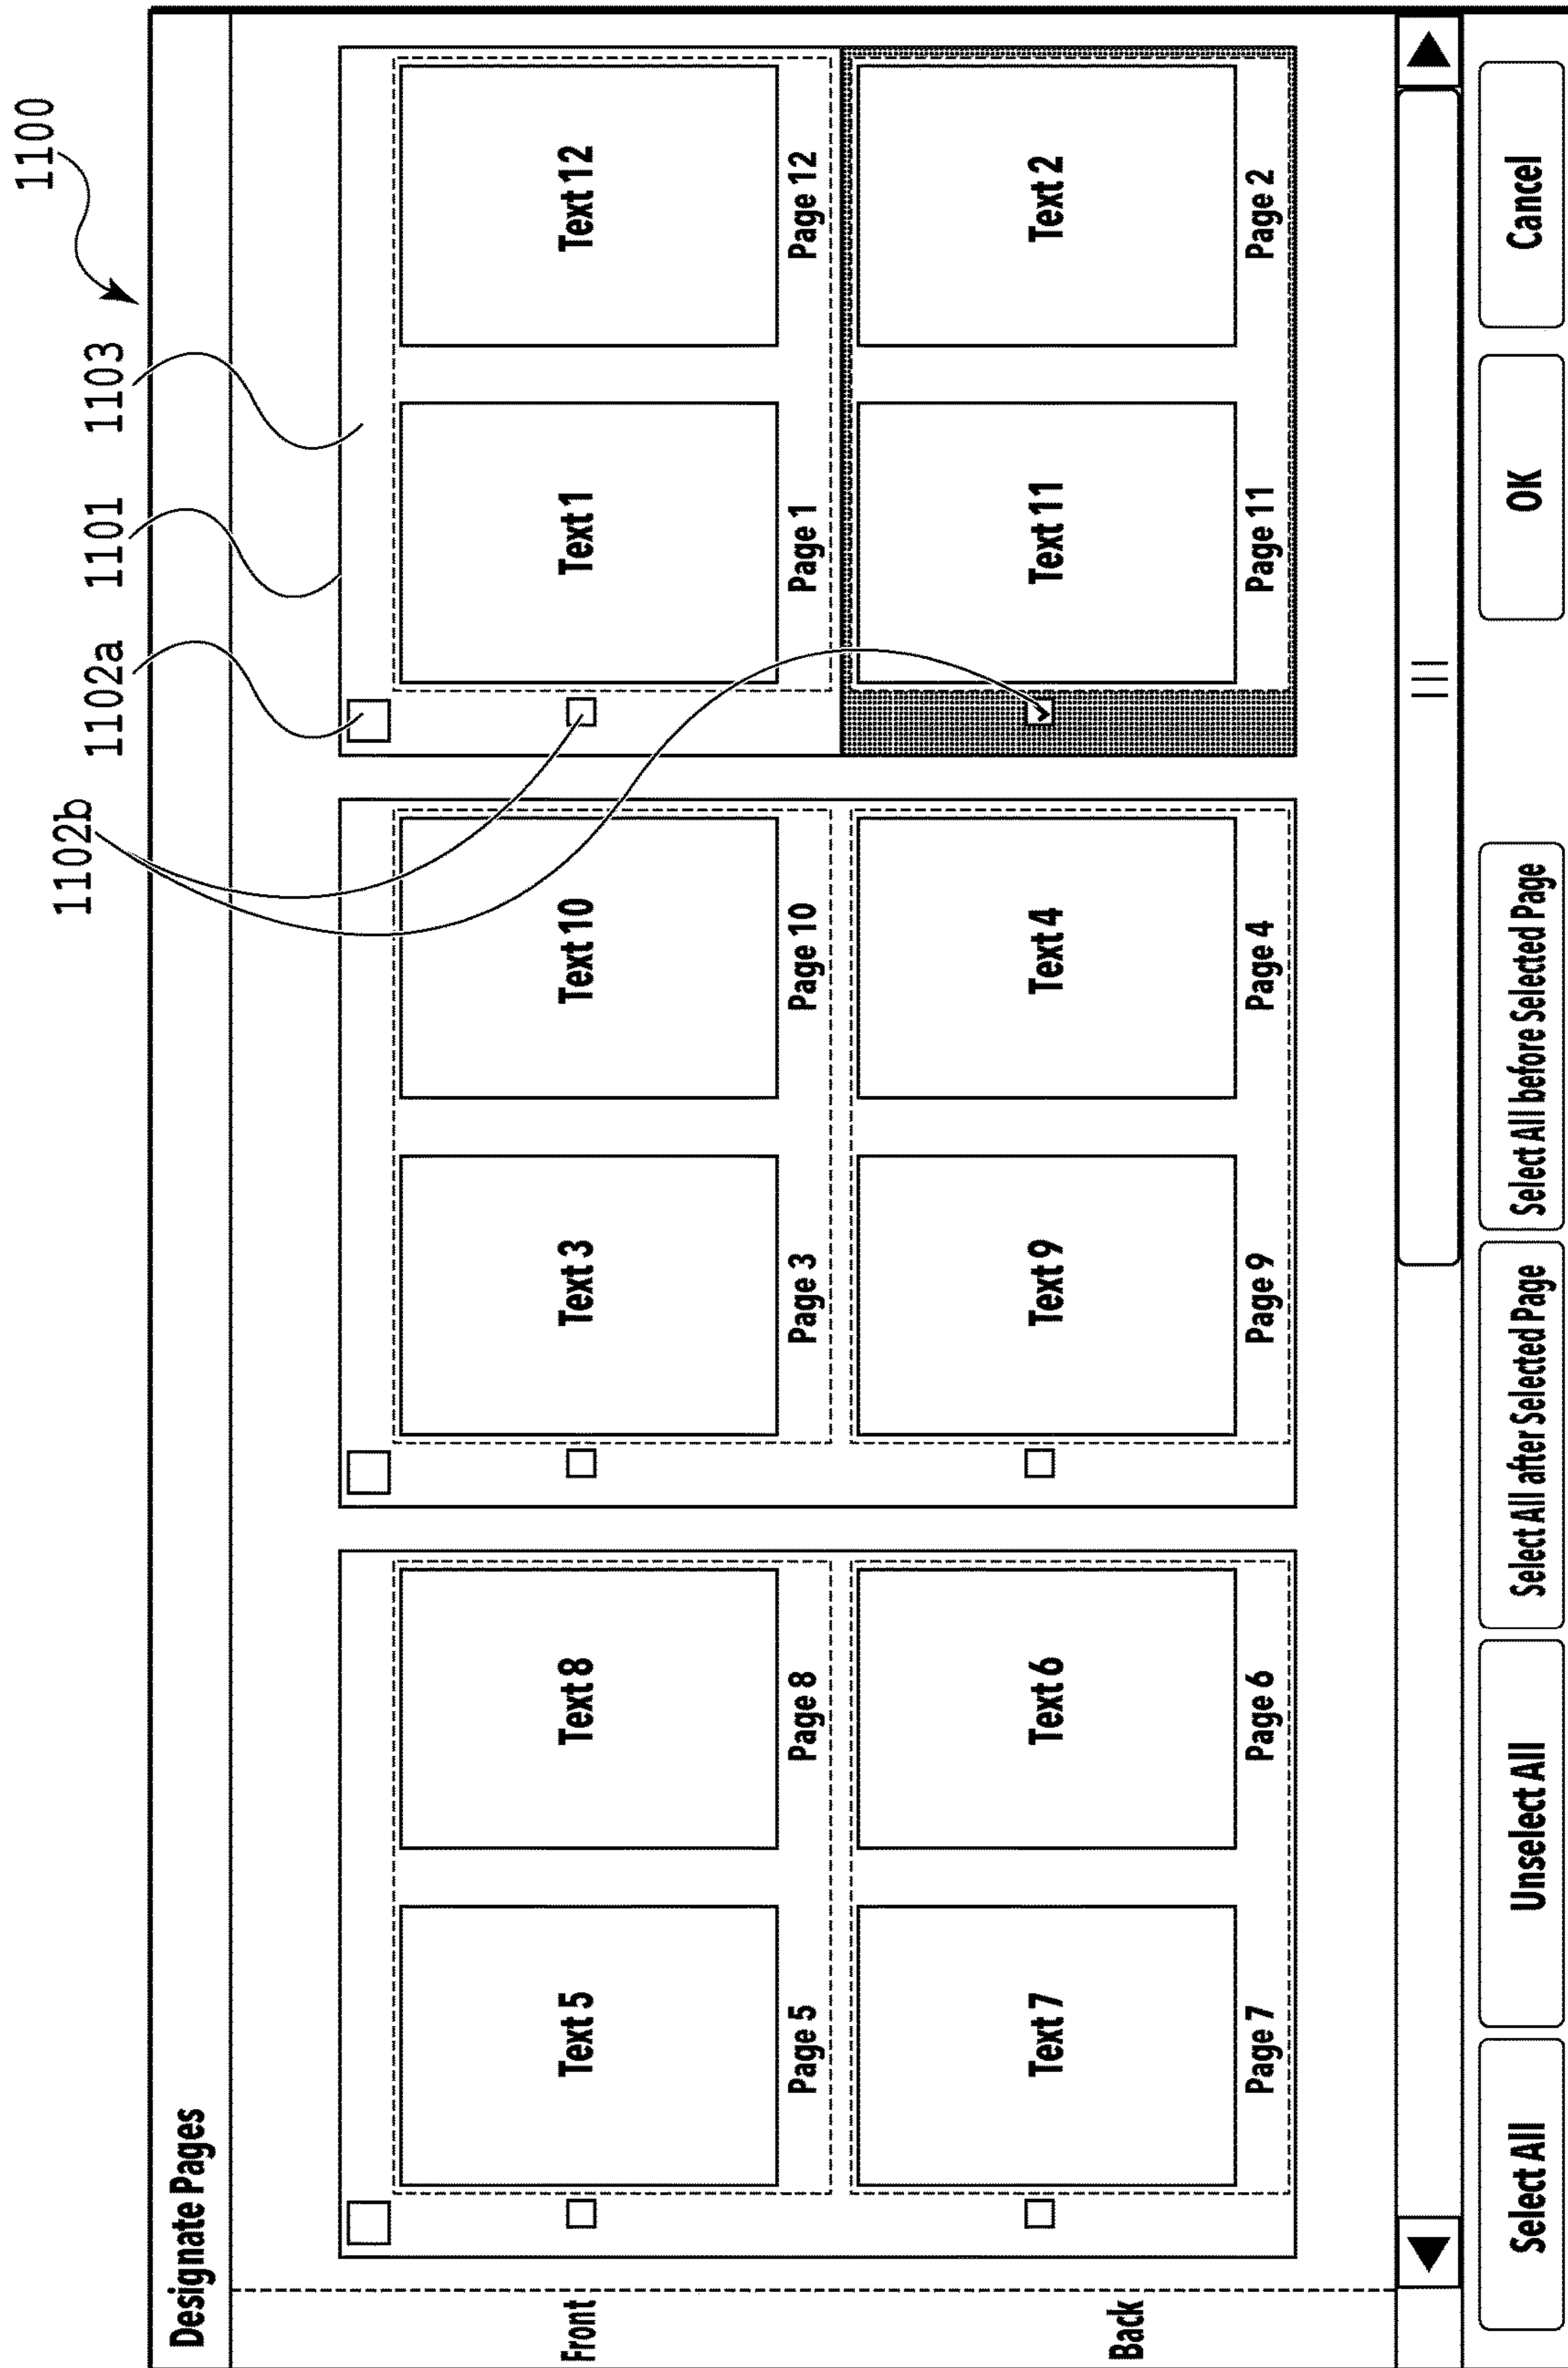 1100
1102b
1102a
1101
1103
Designate Pages
Front
Text 5
Text 8
Text 3
Text 10
Text 1
Text 12
Page 5
Page 8
Page 3
Page 10
Page 1
Page 12
Back
Text 7
Text 6
Text 9
Text 4
Text 11
Text 2
Page 7
Page 6
Page 9
Page 4
Page 11
Page 2
Select All
Unselect All
Select All after Selected Page
Select All before Selected Page
OK
Cancel